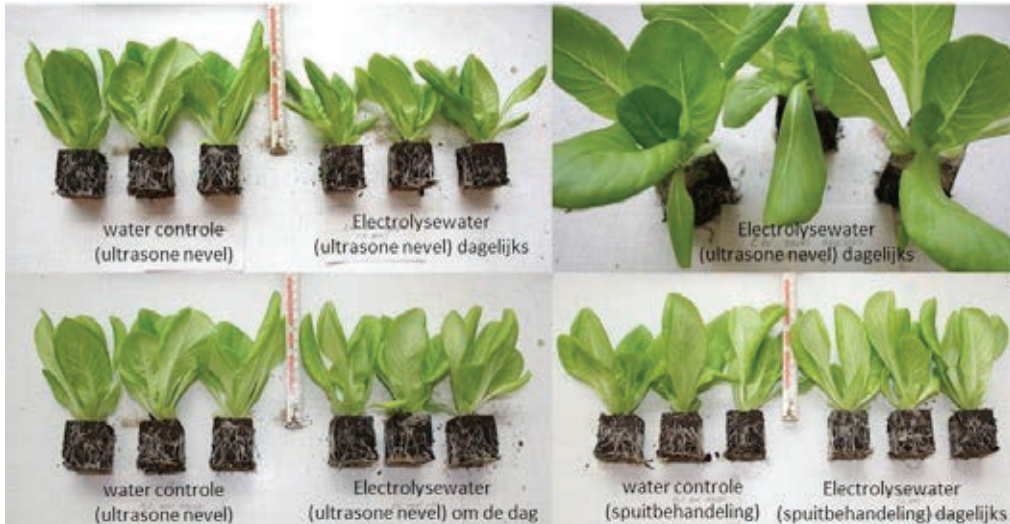 water controle
(ultrasone nevel)
Electrolysewater
(ultrasone nevel) dagelijks
Electrolysewater
(ultrasone nevel) dagelijks
water controle
(ultrasone nevel)
Electrolysewater
(ultrasone nevel) om de dag
water controle
(spuitbehandeling)
Electrolysewater
(spuitbehandeling) dagelijks